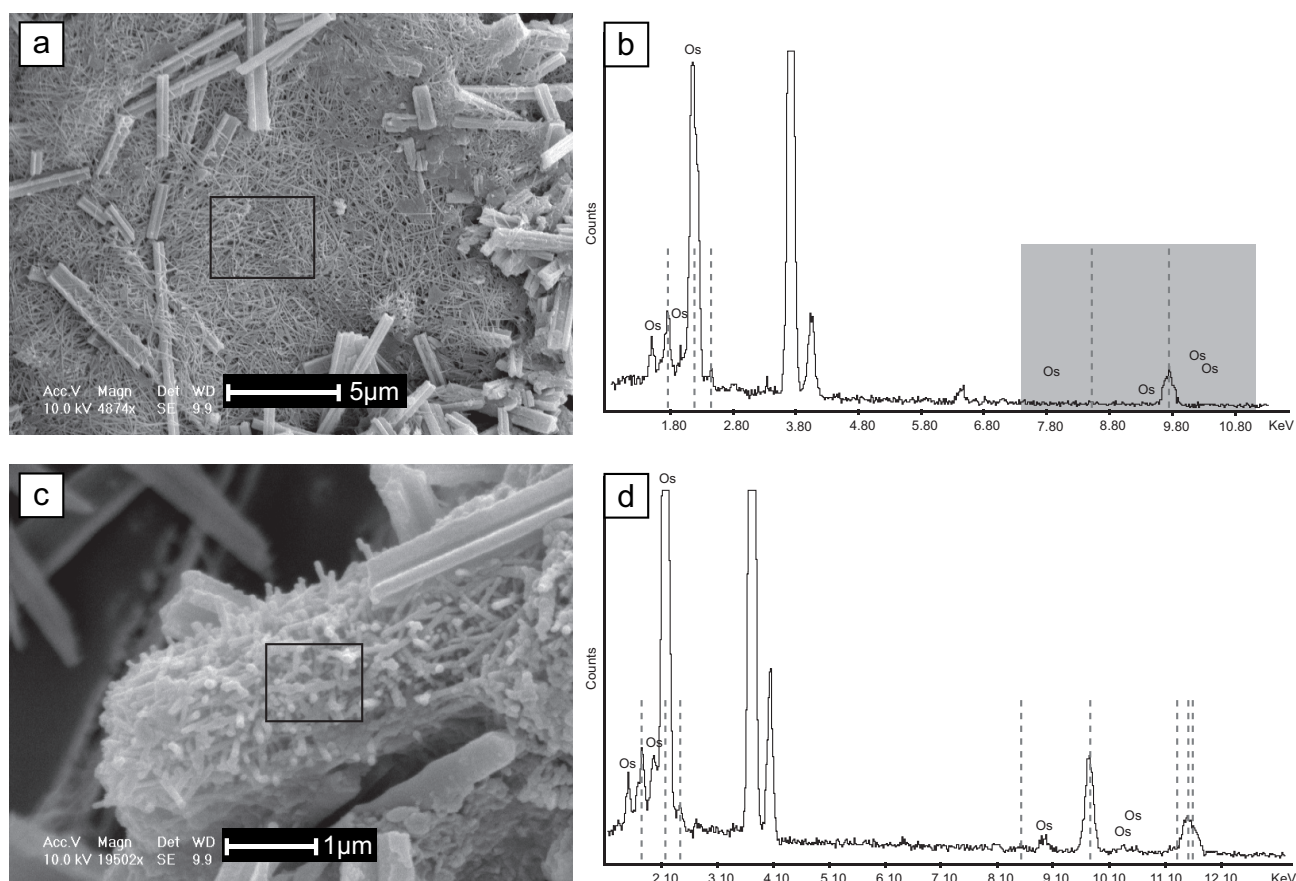 a
Acc.V Magn Det WD
10.0 kV 4874x SE 9.9
5µm
b
Os
Os
Os
Os
Os
Os
Os
Counts
1.80 2.80 3.80 4.80 5.80 6.80 7.80 8.80 9.80 10.80 KeV
c
Acc.V Magn Det WD
10.0 kV 19502x SE 9.9
1µm
d
Os
Os
Os
Os
Os
Os
Counts
2.10 3.10 4.10 5.10 6.10 7.10 8.10 9.10 10.10 11.10 12.10 KeV